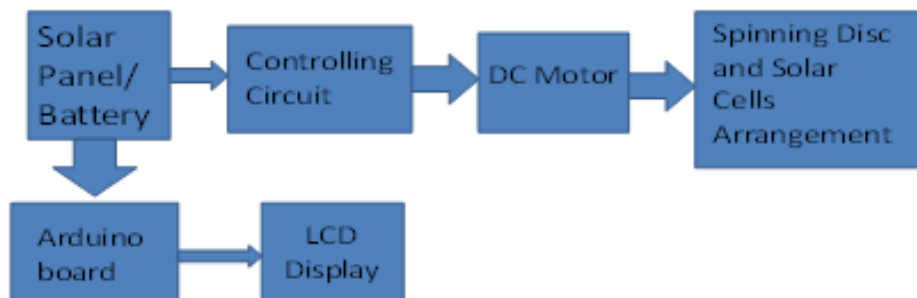 Solar
Panel/
Battery
Controlling
Circuit
DC Motor
Spinning Disc
and Solar
Cells
Arrangement
Arduino
board
LCD
Display